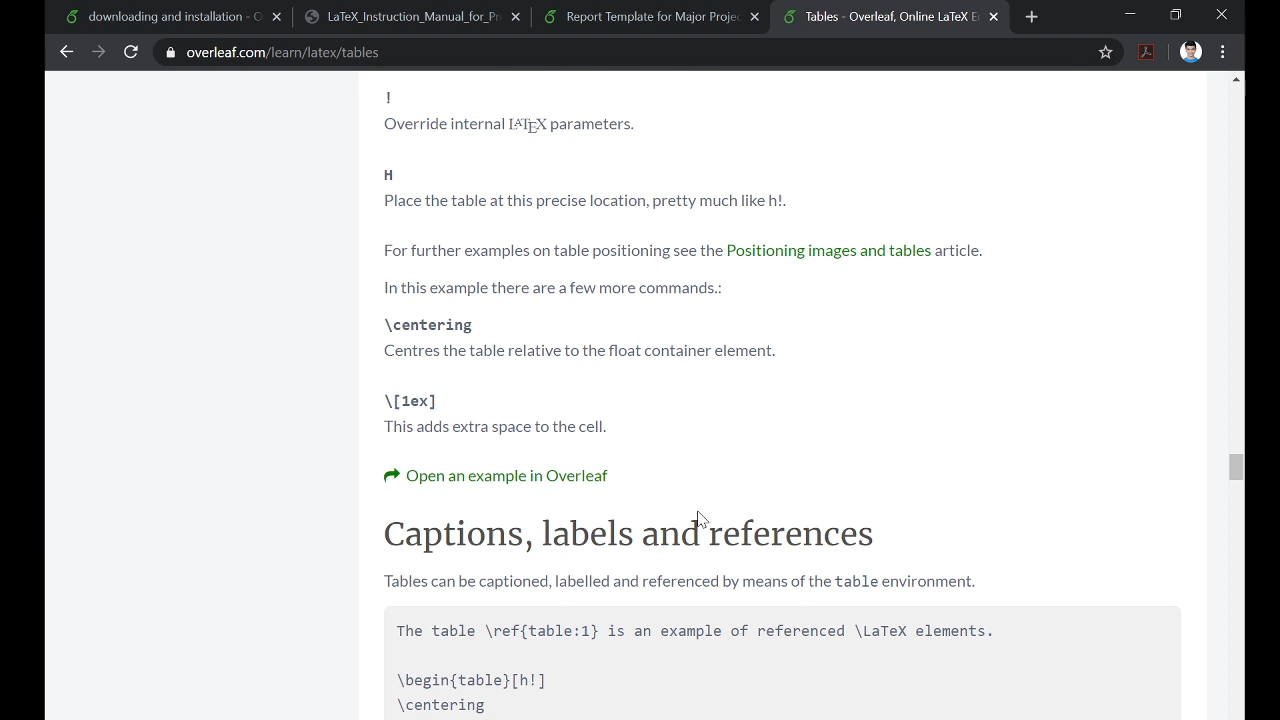 downloading and installation - O
LaTeX_Instruction_Manual_for_Pr
Report Template for Major Projec
Tables - Overleaf, Online LaTeX E
overleaf.com/learn/latex/tables
!
Override internal LATEX parameters.
H
Place the table at this precise location, pretty much like h!.
For further examples on table positioning see the Positioning images and tables article.
In this example there are a few more commands.:
\centering
Centres the table relative to the float container element.
\[1ex]
This adds extra space to the cell.
Open an example in Overleaf
Captions, labels and references
Tables can be captioned, labelled and referenced by means of the table environment.
The table \ref{table:1} is an example of referenced \LaTeX elements.
\begin{table}[h!]
\centering